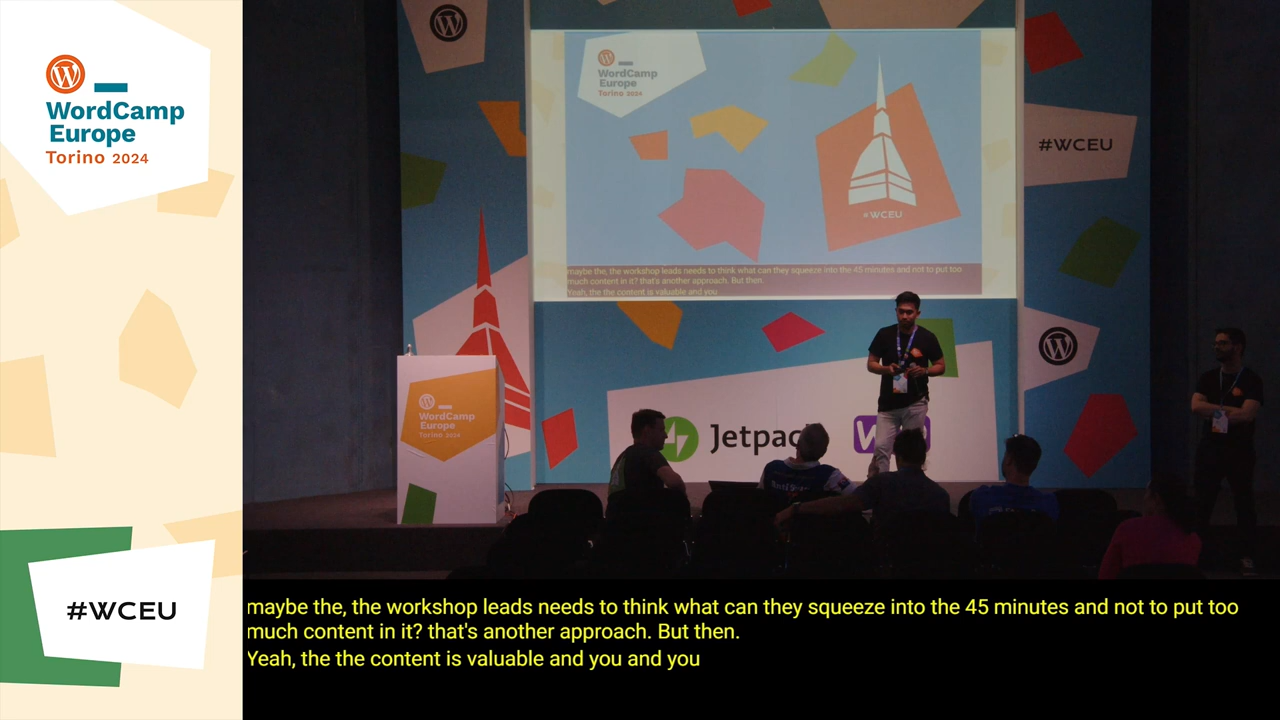 WordCamp
Europe
Torino 2024
#WCEU
WordCamp
Europe
Torino 2024
#WCEU
maybe the, the workshop leads needs to think what can they squeeze into the 45 minutes and not to put too
much content in it? that's another approach. But then.
Yeah, the the content is valuable and you
#WCEU
WordCamp
Europe
Torino 2024
Jetpac
W
maybe the, the workshop leads needs to think what can they squeeze into the 45 minutes and not to put too
much content in it? that's another approach. But then.
Yeah, the the content is valuable and you and you